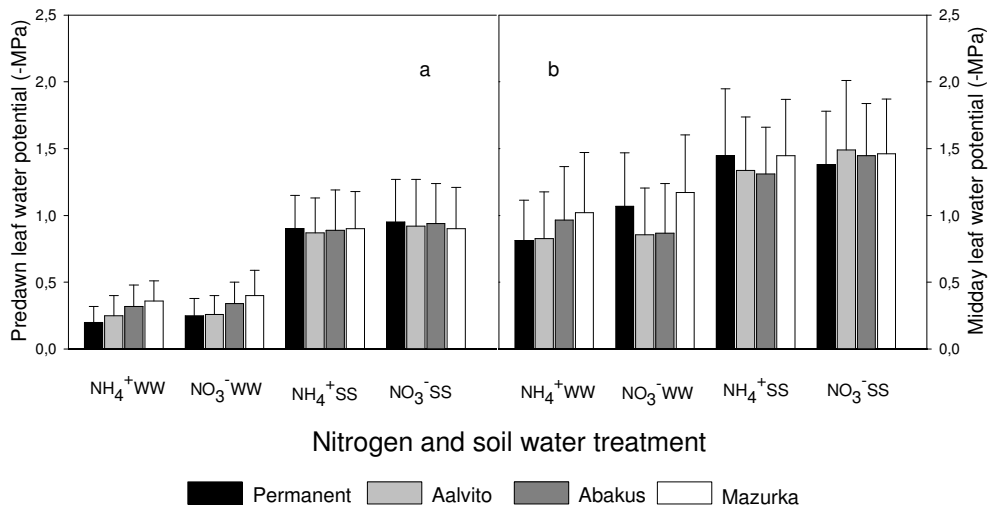 Predawn leaf water potential (-MPa)
2,5
2,0
1,5
1,0
0,5
0,0
a
b
2,5
2,0
1,5
1,0
0,5
0,0
Midday leaf water potential (-MPa)
NH4+WW NO3-WW NH4+SS NO3-SS NH4+WW NO3-WW NH4+SS NO3-SS
Nitrogen and soil water treatment
Permanent Aalvito Abakus Mazurka